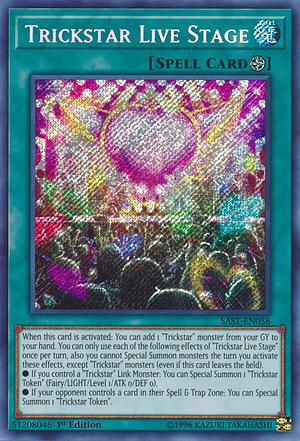 TRICKSTAR LIVE STAGE
[SPELL CARD]
SAST-EN058
When this card is activated: You can add 1 "Trickstar" monster from your GY to
your hand. You can only use each of the following effects of "Trickstar Live Stage"
once per turn, also you cannot Special Summon monsters the turn you activate
these effects, except "Trickstar" monsters (even if this card leaves the field).
● If you control a "Trickstar" Link Monster: You can Special Summon 1 "Trickstar
Token" (Fairy/LIGHT/Level 1/ATK 0/DEF 0).
● If your opponent controls a card in their Spell & Trap Zone: You can Special
Summon 1 "Trickstar Token".
51208046
1st Edition
©1996 KAZUKI TAKAHASHI